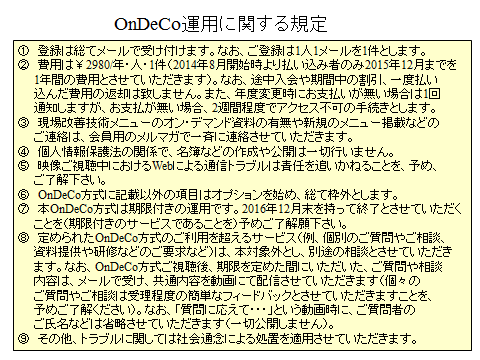 OnDeCo運用に関する規定
① 登録は総てメールで受け付けます。なお、ご登録は1人1メールを1件とします。
② 費用は￥2980/年・人・1件(2014年8月開始時より払い込み者のみ2015年12月までを
1年間の費用とさせていただきます)。なお、途中入会や期間中の割引、一度払い
込んだ費用の返却は致しません。また、年度変更時にお支払いが無い場合は1回
通知しますが、お支払が無い場合、2週間程度でアクセス不可の手続きとします。
③ 現場改善技術メニューのオン・デマンド資料の有無や新規のメニュー掲載などの
ご連絡は、会員用のメルマガで一斉に連絡させていただきます。
④ 個人情報保護法の関係で、名簿などの作成や公開は一切行いません。
⑤ 映像ご視聴中におけるWebによる通信トラブルは責任を追いかねることを、予め、
ご了解下さい。
⑥ OnDeCo方式に記載以外の項目はオプションを始め、総て枠外とします。
⑦ 本OnDeCo方式は期限付きの運用です。2016年12月末を持って終了とさせていただく
ことを(期限付きのサービスであることを)予めご了解願下さい。
⑧ 定められたOnDeCo方式のご利用を超えるサービス(例、個別のご質問やご相談、
資料提供や研修などのご要求など)は、本対象外とし、別途の相談とさせていただき
ます。なお、OnDeCo方式ご視聴後、期限を定めた間にいただいた、ご質問や相談
内容は、メールで受け、共通内容を動画にて配信させていただきます(個々の
ご質問やご相談は受理程度の簡単なフィードバックとさせていただきますことを、
予めご了解ください)。なお、「質問に応えて・・・」という動画時に、ご質問者の
ご氏名などは省略させていただきます(一切公開しません)。
⑨ その他、トラブルに関しては社会通念による処置を適用させていただきます。